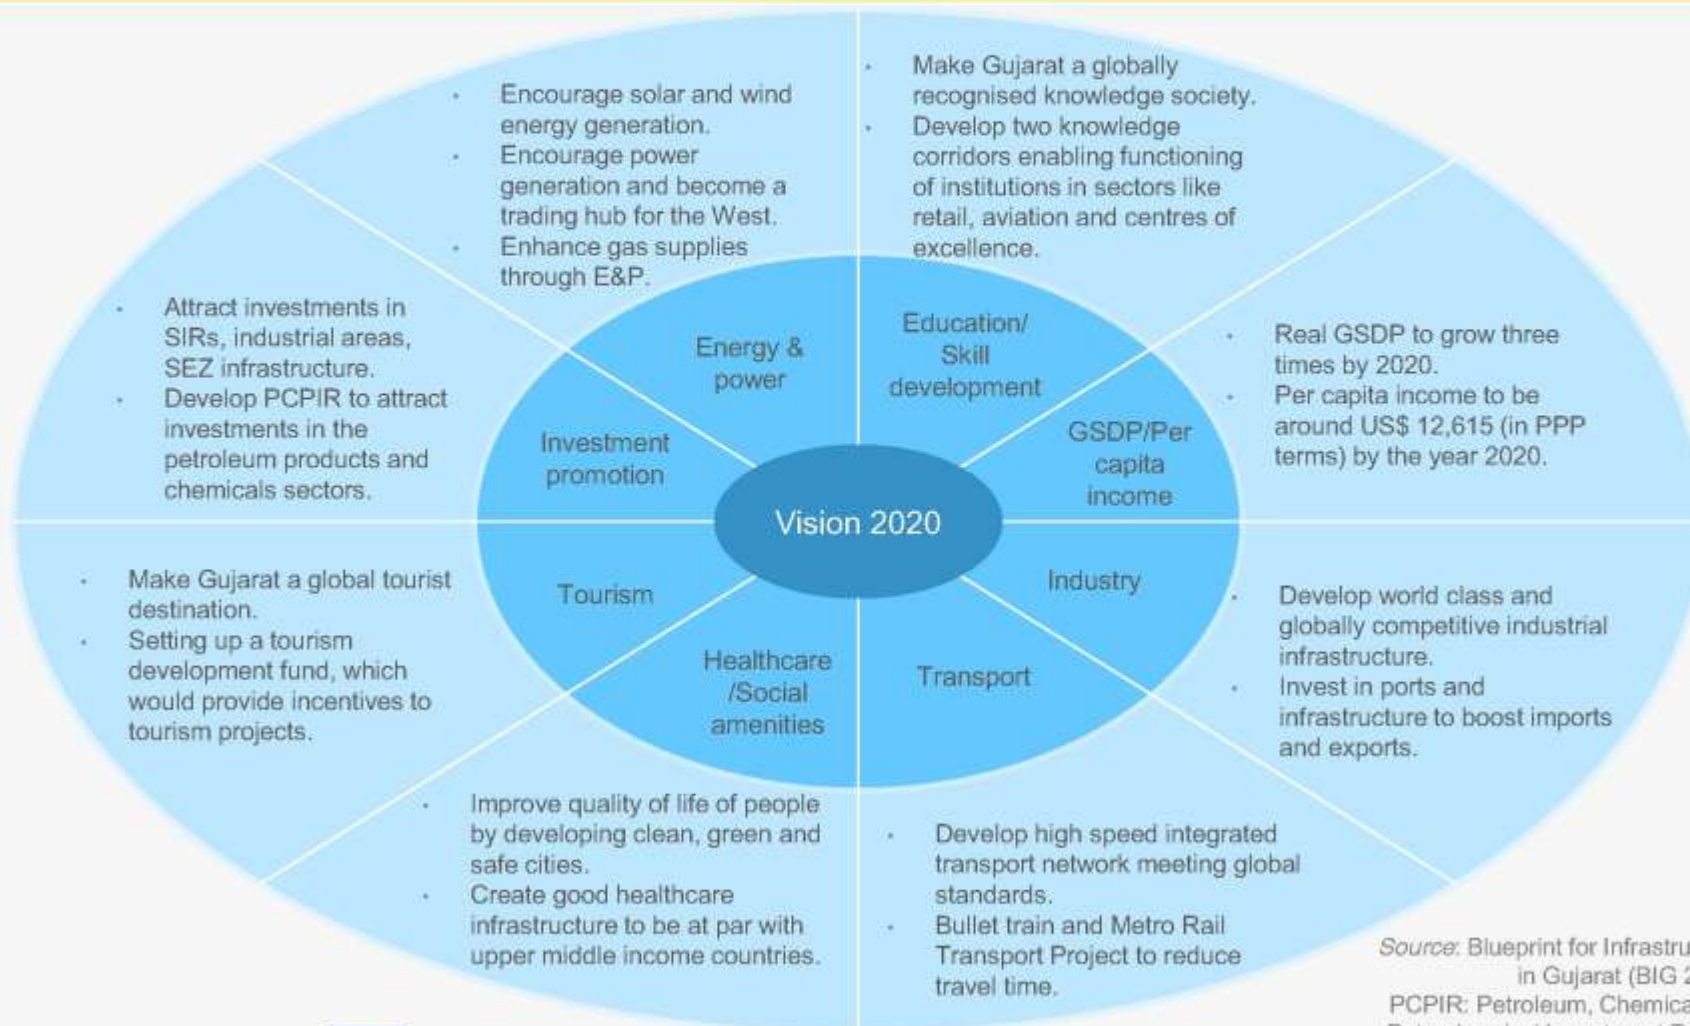 Encourage solar and wind
energy generation.
Encourage power
generation and become a
trading hub for the West.
Enhance gas supplies
through E&P.
Make Gujarat a globally
recognised knowledge society.
Develop two knowledge
corridors enabling functioning
of institutions in sectors like
retail, aviation and centres of
excellence.
Attract investments in
SIRs, industrial areas,
SEZ infrastructure.
Develop PCPIR to attract
investments in the
petroleum products and
chemicals sectors.
Energy &
power
Education/
Skill
development
Real GSDP to grow three
times by 2020.
Per capita income to be
around US$ 12,615 (in PPP
terms) by the year 2020.
Investment
promotion
GSDP/Per
capita
income
Vision 2020
Make Gujarat a global tourist
destination.
Setting up a tourism
development fund, which
would provide incentives to
tourism projects.
Tourism
Industry
Develop world class and
globally competitive industrial
infrastructure.
Invest in ports and
infrastructure to boost imports
and exports.
Healthcare
/Social
amenities
Transport
Improve quality of life of people
by developing clean, green and
safe cities.
Create good healthcare
infrastructure to be at par with
upper middle income countries.
Develop high speed integrated
transport network meeting global
standards.
Bullet train and Metro Rail
Transport Project to reduce
travel time.
Source: Blueprint for Infrastru
in Gujarat (BIG 2
PCPIR: Petroleum, Chemica